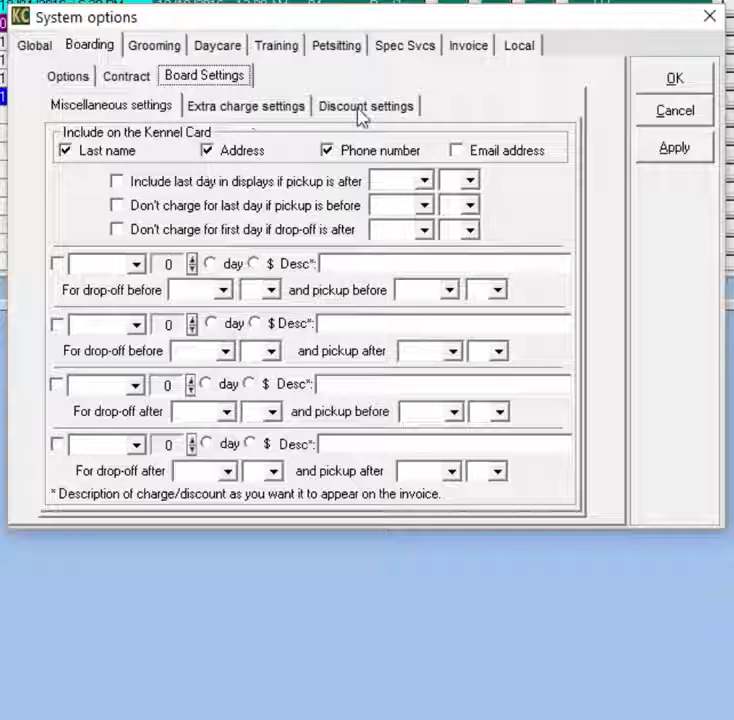 KC System options
Global Boarding Grooming Daycare Training Petsitting Spec Svcs Invoice Local
OK
Options Contract Board Settings
Miscellaneous settings Extra charge settings Discount settings
Cancel
Include on the Kennel Card
Last name Address Phone number Email address
Apply
Include last day in displays if pickup is after
Don't charge for last day if pickup is before
Don't charge for first day if drop-off is after
0 day $ Desc*:
For drop-off before and pickup before
0 day $ Desc*:
For drop-off before and pickup after
0 day $ Desc*:
For drop-off after and pickup before
0 day $ Desc*:
For drop-off after and pickup after
* Description of charge/discount as you want it to appear on the invoice.